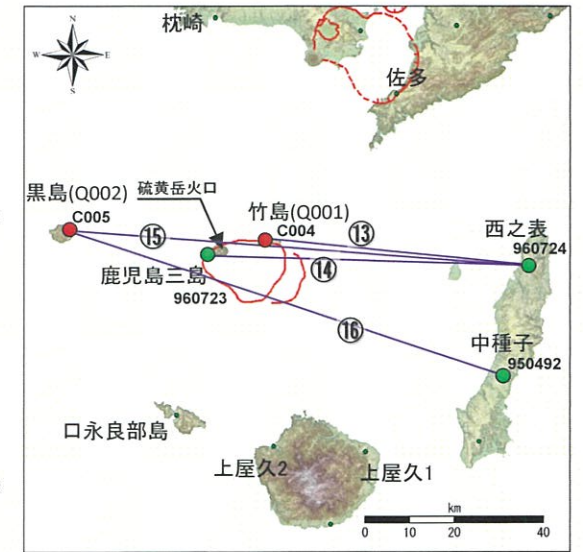 枕崎
N
W
E
S
佐多
黒島(Q002)
硫黄岳火口
C005
竹島(Q001)
C004
⑬
西之表
960724
⑮
⑭
鹿児島三島
960723
⑯
中種子
950492
口永良部島
上屋久2
上屋久1
km
0 10 20 40